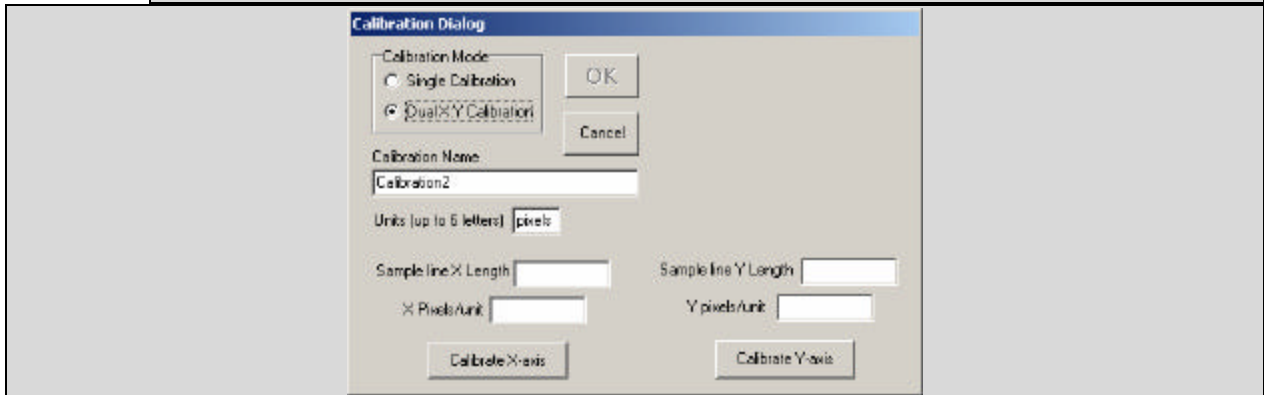 Calibration Dialog
Calibration Mode
Single Calibration
OK
Dual X:Y Calibration
Cancel
Calibration Name
Calibration2
Units (up to 6 letters) pixels
Sample line X Length
Sample line Y Length
X Pixels/unit
Y pixels/unit
Calibrate X-axis
Calibrate Y-axis